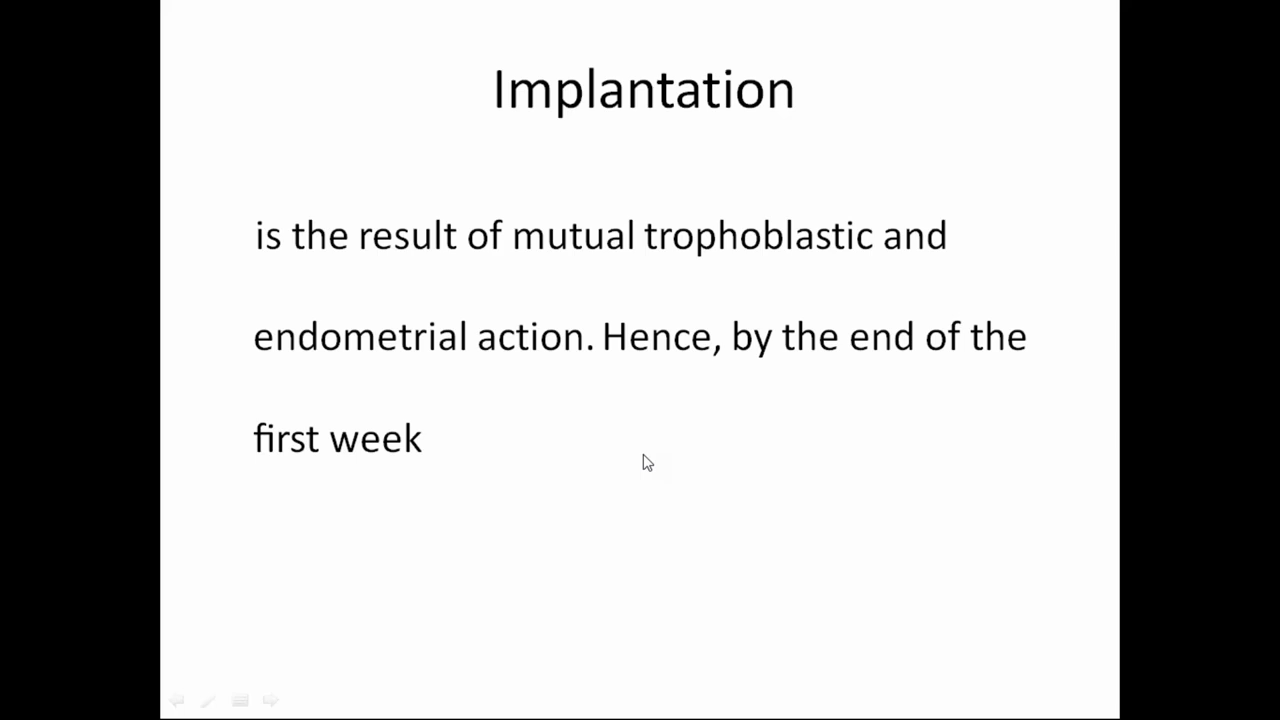 Implantation
is the result of mutual trophoblastic and
endometrial action. Hence, by the end of the
first week